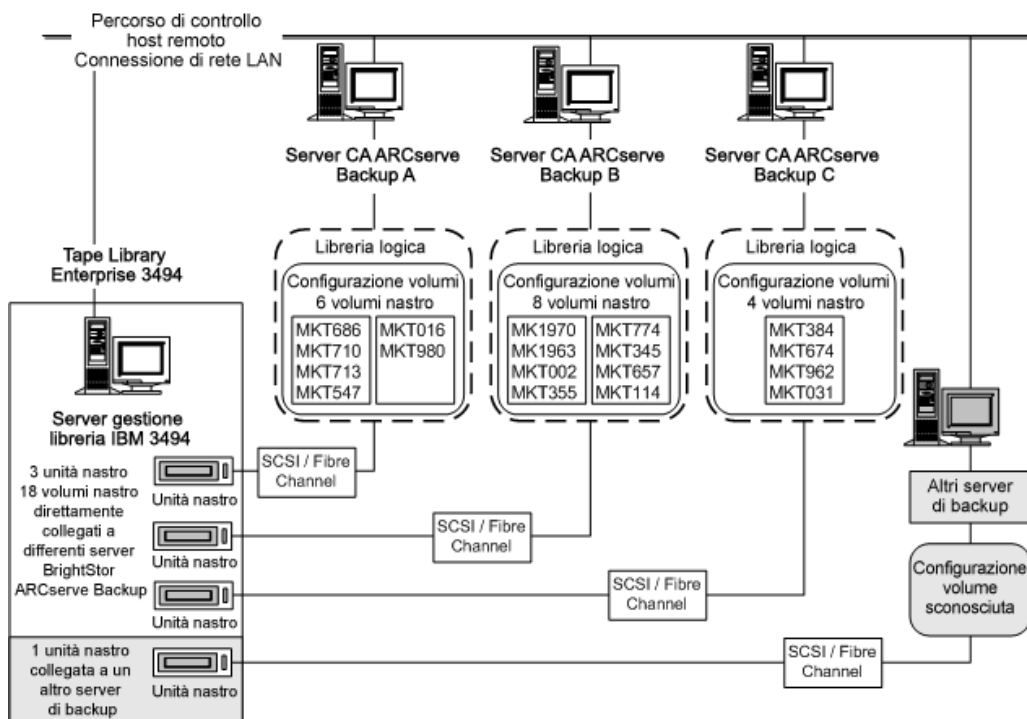 Percorso di controllo
host remoto
Connessione di rete LAN
Server CA ARCserve
Backup A
Server CA ARCserve
Backup B
Server CA ARCserve
Backup C
Tape Library
Enterprise 3494
Libreria logica
Configurazione volumi
6 volumi nastro
MKT686
MKT710
MKT713
MKT547
MKT016
MKT980
Libreria logica
Configurazione volumi
8 volumi nastro
MK1970
MK1963
MKT002
MKT355
MKT774
MKT345
MKT657
MKT114
Libreria logica
Configurazione volumi
4 volumi nastro
MKT384
MKT674
MKT962
MKT031
Server gestione
libreria IBM 3494
3 unità nastro
18 volumi nastro
direttamente
collegati a
differenti server
BrightStor
ARCserve Backup
Unità nastro
SCSI / Fibre
Channel
Unità nastro
SCSI / Fibre
Channel
Unità nastro
SCSI / Fibre
Channel
Altri server
di backup
Configurazione
volume
sconosciuta
1 unità nastro
collegata a un
altro server
di backup
Unità nastro
SCSI / Fibre
Channel